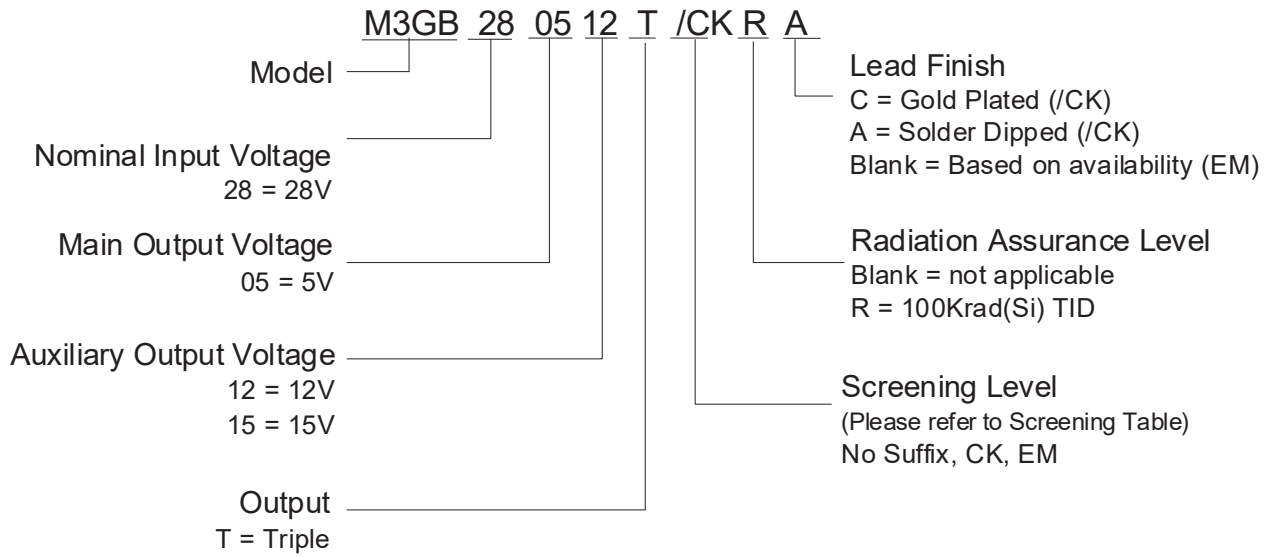 M3GB 28 05 12 T /CK R A
Model
Nominal Input Voltage
28 = 28V
Main Output Voltage
05 = 5V
Auxiliary Output Voltage
12 = 12V
15 = 15V
Output
T = Triple
Lead Finish
C = Gold Plated (/CK)
A = Solder Dipped (/CK)
Blank = Based on availability (EM)
Radiation Assurance Level
Blank = not applicable
R = 100Krad(Si) TID
Screening Level
(Please refer to Screening Table)
No Suffix, CK, EM